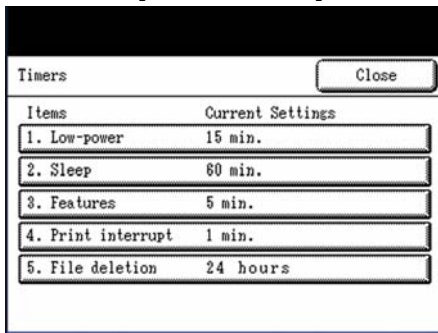 Timers Close
Items Current Settings
1. Low-power 15 min.
2. Sleep 60 min.
3. Features 5 min.
4. Print interrupt 1 min.
5. File deletion 24 hours